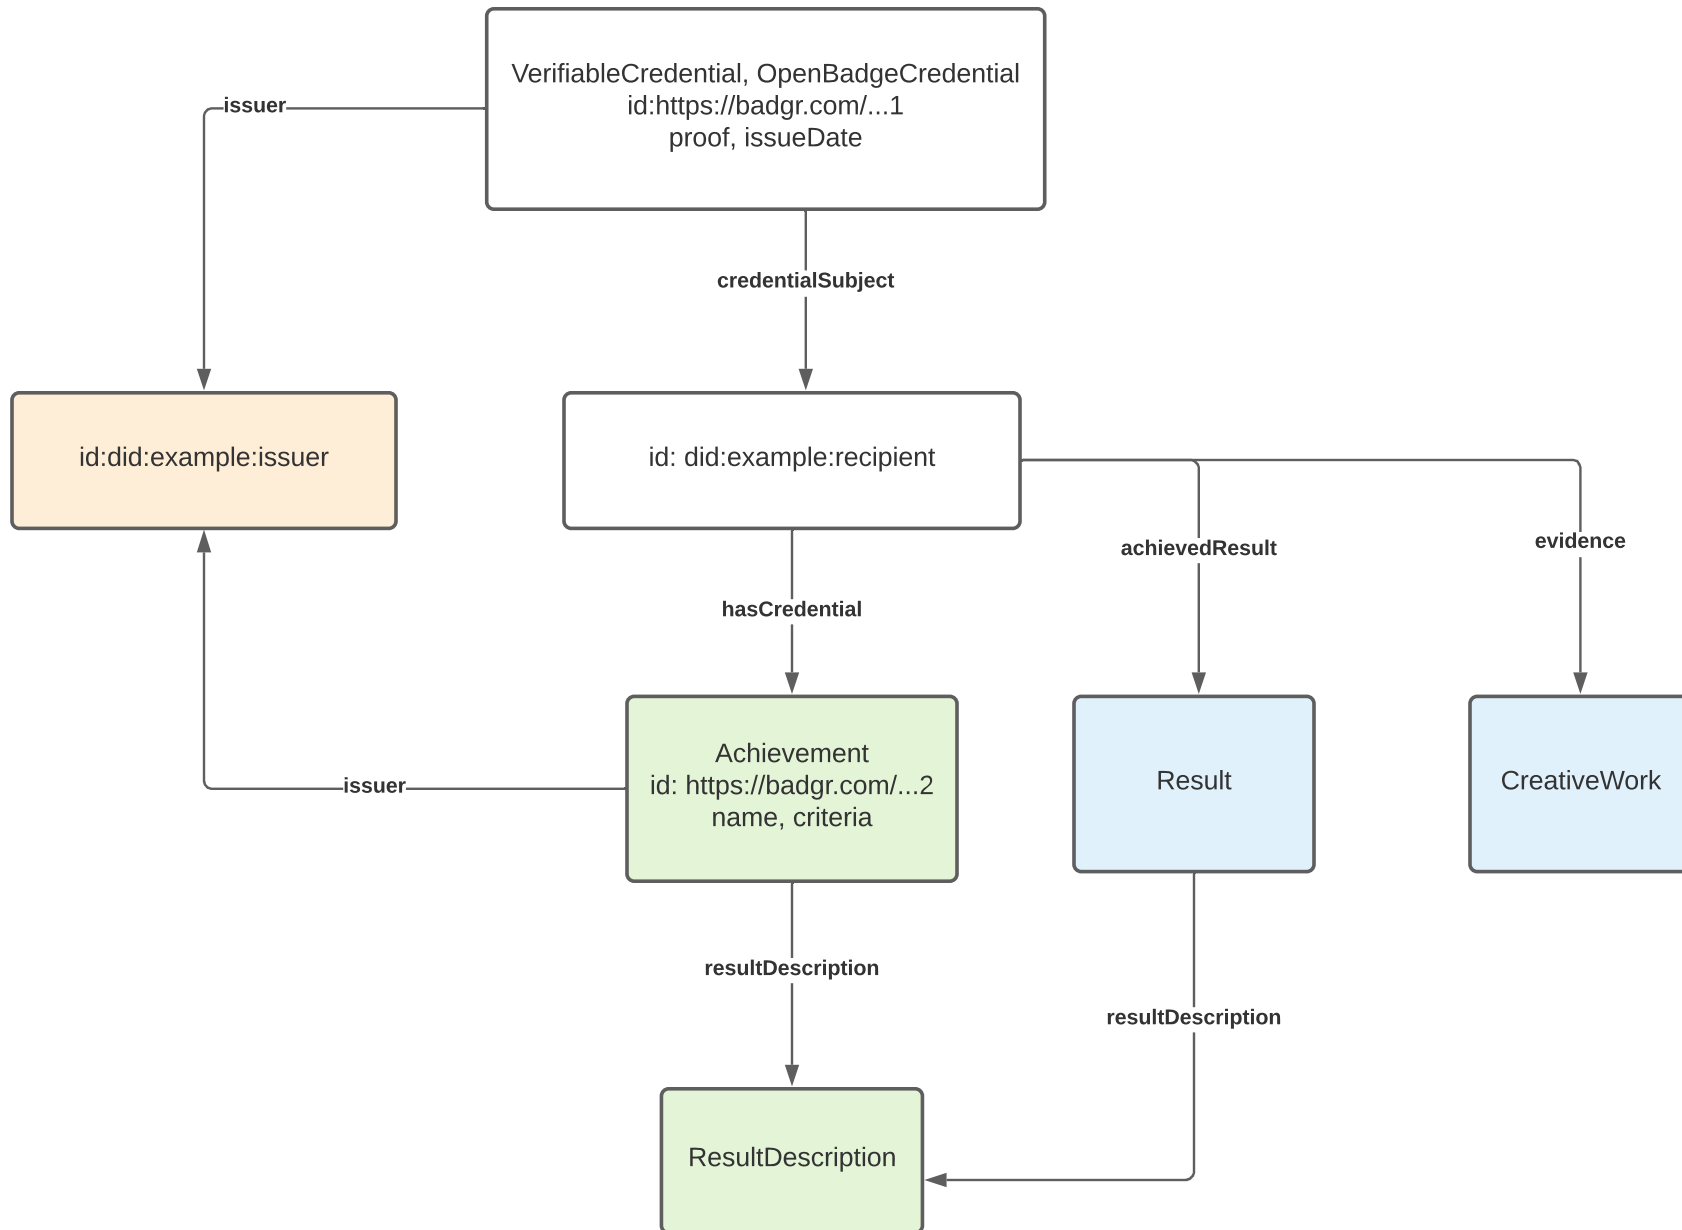 VerifiableCredential, OpenBadgeCredential
id:https://badgr.com/...1
proof, issueDate
issuer
credentialSubject
id:did:example:issuer
id: did:example:recipient
achievedResult
evidence
hasCredential
Achievement
id: https://badgr.com/...2
name, criteria
Result
CreativeWork
issuer
resultDescription
resultDescription
ResultDescription